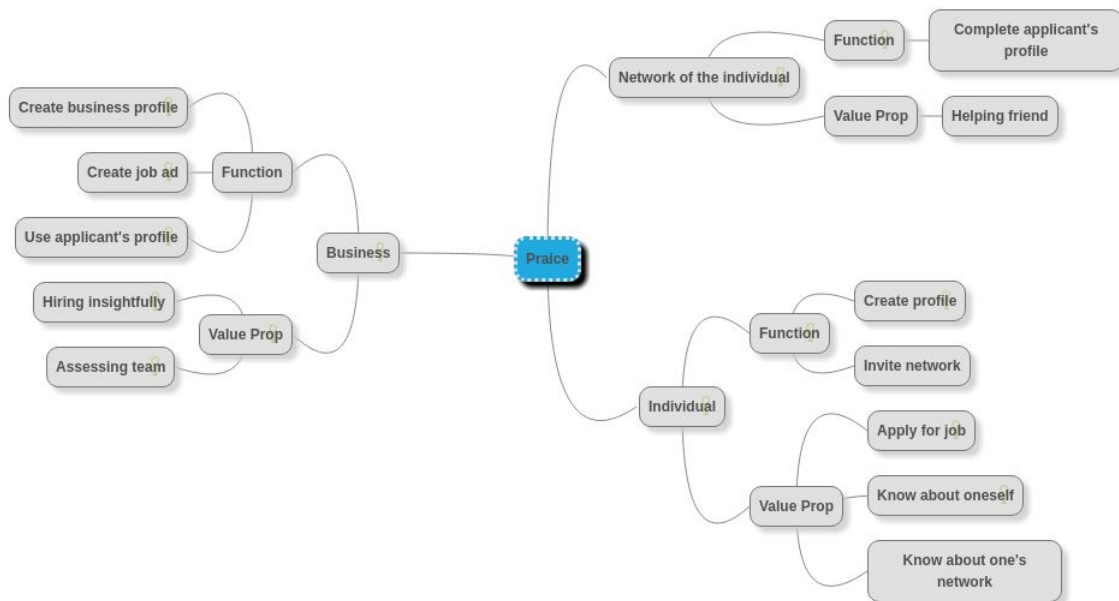 Praice
Business
Function
Create business profile
Create job ad
Use applicant's profile
Value Prop
Hiring insightfully
Assessing team
Network of the individual
Function
Complete applicant's
profile
Value Prop
Helping friend
Individual
Function
Create profile
Invite network
Value Prop
Apply for job
Know about oneself
Know about one's
network